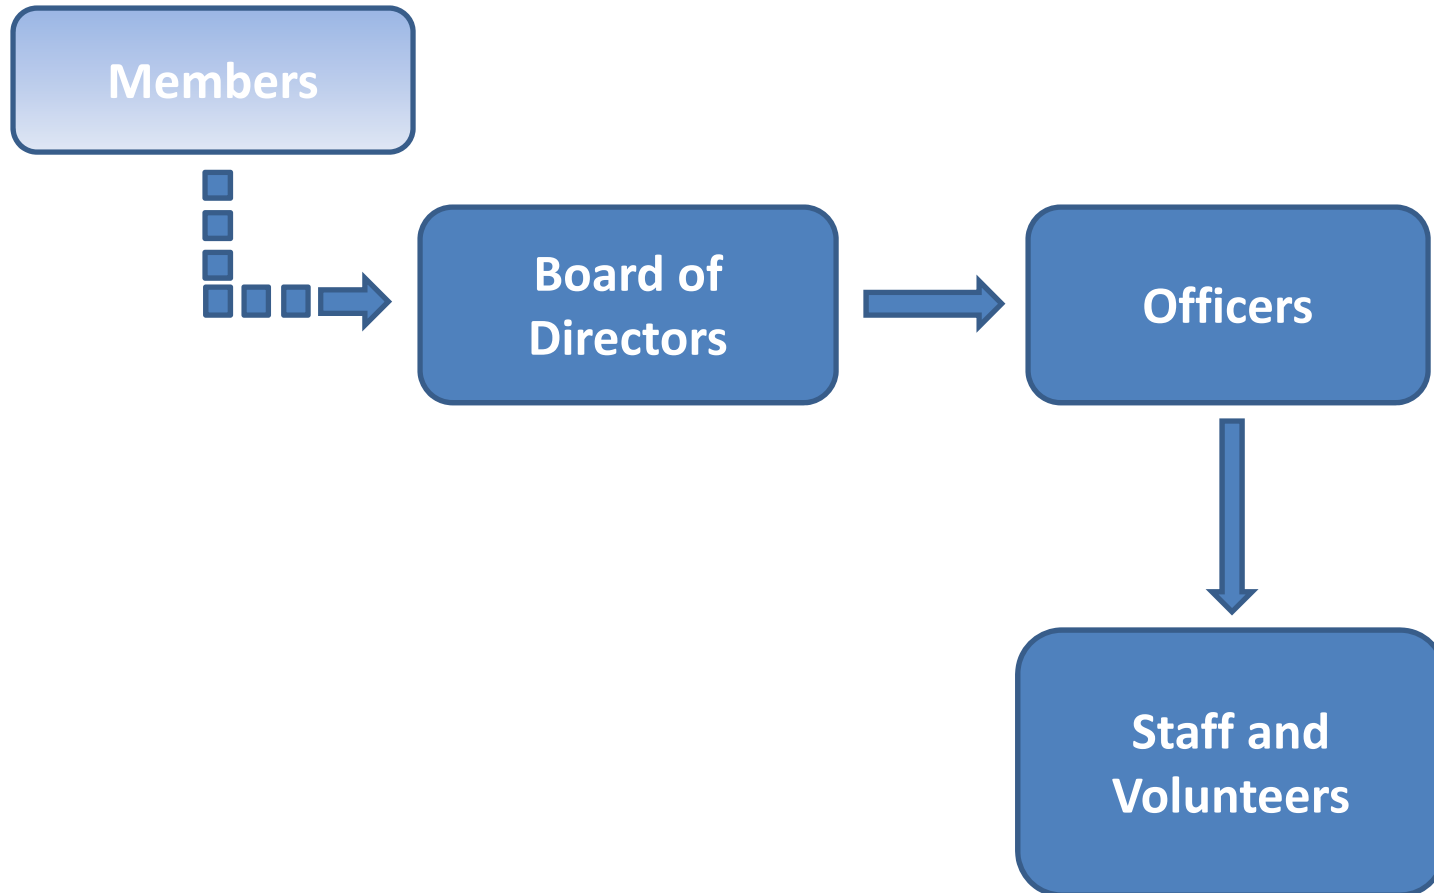 Members
Board of
Directors
Officers
Staff and
Volunteers